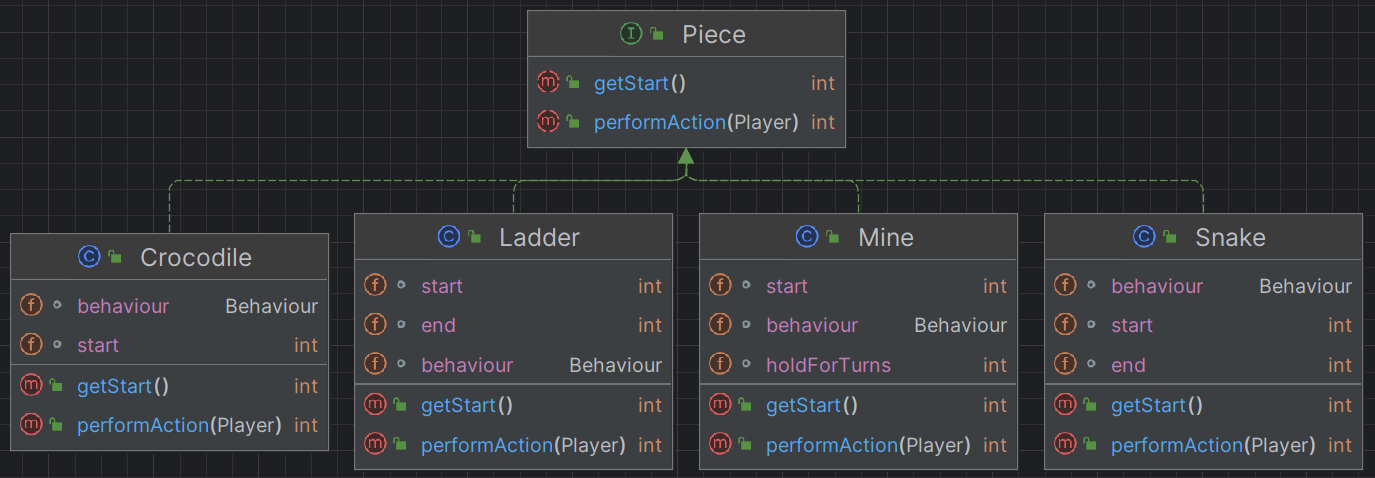 I Piece
m getStart() int
m performAction(Player) int
C Crocodile
f behaviour Behaviour
f start int
m getStart() int
m performAction(Player) int
C Ladder
f start int
f end int
f behaviour Behaviour
m getStart() int
m performAction(Player) int
C Mine
f start int
f behaviour Behaviour
f holdForTurns int
m getStart() int
m performAction(Player) int
C Snake
f behaviour Behaviour
f start int
f end int
m getStart() int
m performAction(Player) int